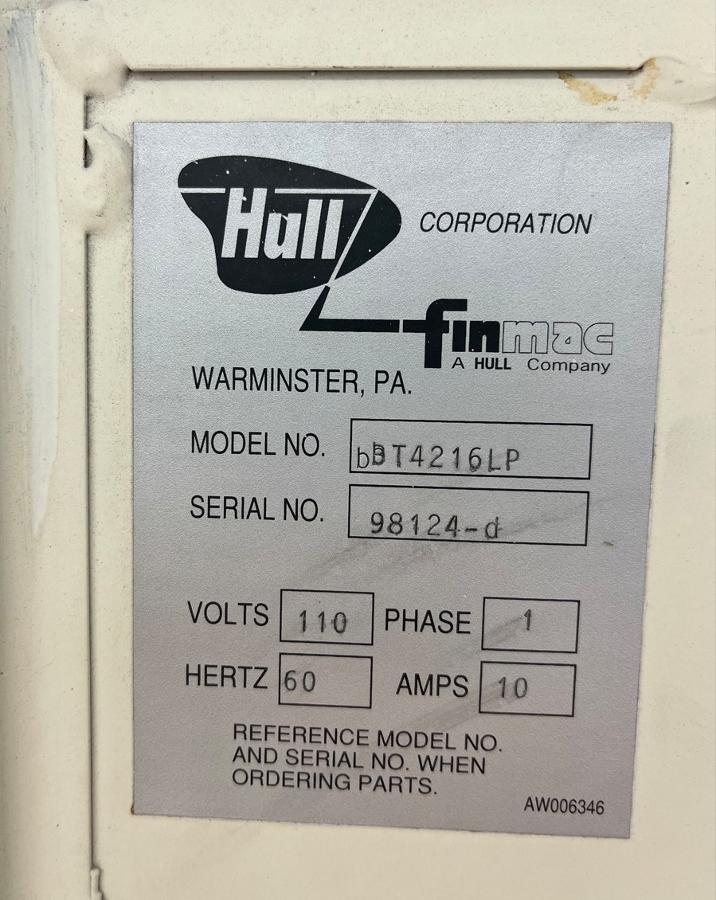 Hull CORPORATION
finmac
A HULL Company
WARMINSTER, PA.
MODEL NO. bBT4216LP
SERIAL NO. 98124-d
VOLTS 110 PHASE 1
HERTZ 60 AMPS 10
REFERENCE MODEL NO.
AND SERIAL NO. WHEN
ORDERING PARTS.
AW006346